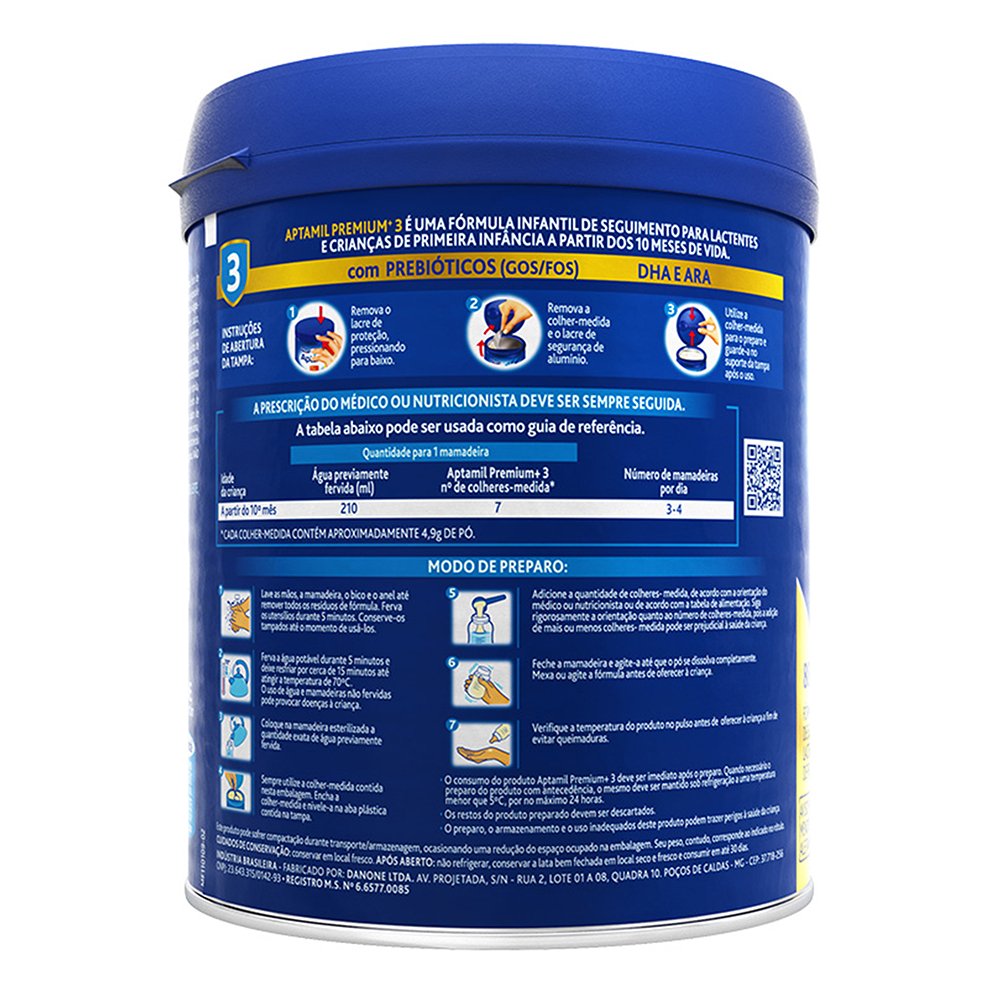 APTAMIL PREMIUM+ 3 É UMA FÓRMULA INFANTIL DE SEGUIMENTO PARA LACTENTES
E CRIANÇAS DE PRIMEIRA INFÂNCIA A PARTIR DOS 10 MESES DE VIDA.
3
com PREBIÓTICOS (GOS/FOS) DHA E ARA
INSTRUÇÕES
DE ABERTURA
DA TAMPA:
1
Remova o
lacre de
proteção,
pressionando
para baixo.
2
Remova a
colher-medida
e o lacre de
segurança de
alumínio.
3
Utilize a
colher-medida
para o preparo e
guarde-a no
suporte da tampa
após o uso.
A PRESCRIÇÃO DO MÉDICO OU NUTRICIONISTA DEVE SER SEMPRE SEGUIDA.
A tabela abaixo pode ser usada como guia de referência.
Quantidade para 1 mamadeira
Idade
da criança
Água previamente
fervida (ml)
Aptamil Premium+ 3
nº de colheres-medida*
Número de mamadeiras
por dia
A partir do 10º mês 210 7 3-4
*CADA COLHER-MEDIDA CONTÉM APROXIMADAMENTE 4,9g DE PÓ.
MODO DE PREPARO:
1
Lave as mãos, a mamadeira, o bico e o anel até
remover todos os resíduos de fórmula. Ferva
os utensílios durante 5 minutos. Conserve-os
tampados até o momento de usá-los.
2
Ferva a água potável durante 5 minutos e
deixe resfriar por cerca de 15 minutos até
atingir a temperatura de 70ºC.
O uso de água e mamadeiras não fervidas
pode provocar doenças à criança.
3
Coloque na mamadeira esterilizada a
quantidade exata de água previamente
fervida.
4
Sempre utilize a colher-medida contida
nesta embalagem. Encha a
colher-medida e nivele-a na aba plástica
contida na tampa.
5
Adicione a quantidade de colheres- medida, de acordo com a orientação do
médico ou nutricionista ou de acordo com a tabela de alimentação. Siga
rigorosamente a orientação quanto ao número de colheres-medida, pois a adição
de mais ou menos colheres- medida pode ser prejudicial à saúde da criança.
6
Feche a mamadeira e agite-a até que o pó se dissolva completamente.
Mexa ou agite a fórmula antes de oferecer à criança.
7
Verifique a temperatura do produto no pulso antes de oferecer à criança a fim de
evitar queimaduras.
· O consumo do produto Aptamil Premium+ 3 deve ser imediato após o preparo. Quando necessário o
preparo do produto com antecedência, o mesmo deve ser mantido sob refrigeração a uma temperatura
menor que 5ºC, por no máximo 24 horas.
· Os restos do produto preparado devem ser descartados.
· O preparo, o armazenamento e o uso inadequados deste produto podem trazer perigos à saúde da criança.
Este produto pode sofrer compactação durante transporte/armazenagem, ocasionando uma redução do espaço ocupado na embalagem. Seu peso, contudo, corresponde ao indicado no rótulo.
CUIDADOS DE CONSERVAÇÃO: conservar em local fresco. APÓS ABERTO: não refrigerar, conservar a lata bem fechada em local seco e fresco e consumir em até 30 dias.
INDÚSTRIA BRASILEIRA - FABRICADO POR: DANONE LTDA. AV. PROJETADA, S/N - RUA 2, LOTE 01 A 08, QUADRA 10. POÇOS DE CALDAS - MG - CEP: 37.718-256
CNPJ: 23.643.315/0142-93 • REGISTRO M.S. Nº 6.6577.0085